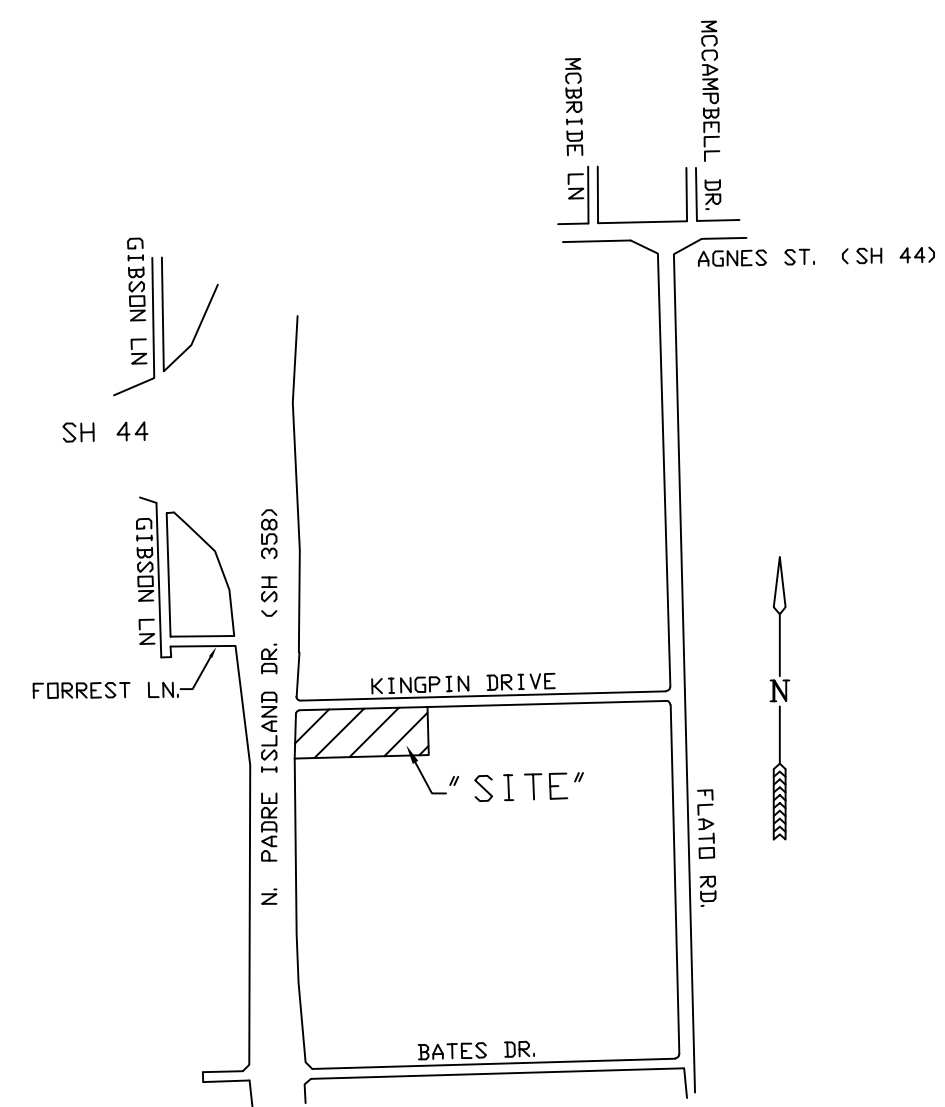 MCCAMPBELL DR.
MCBRIDE LN
AGNES ST. (SH 44)
GIBSON LN
SH 44
GIBSON LN
N. PADRE ISLAND DR. (SH 358)
FORREST LN.
KINGPIN DRIVE
N
"SITE"
FLATO RD.
BATES DR.